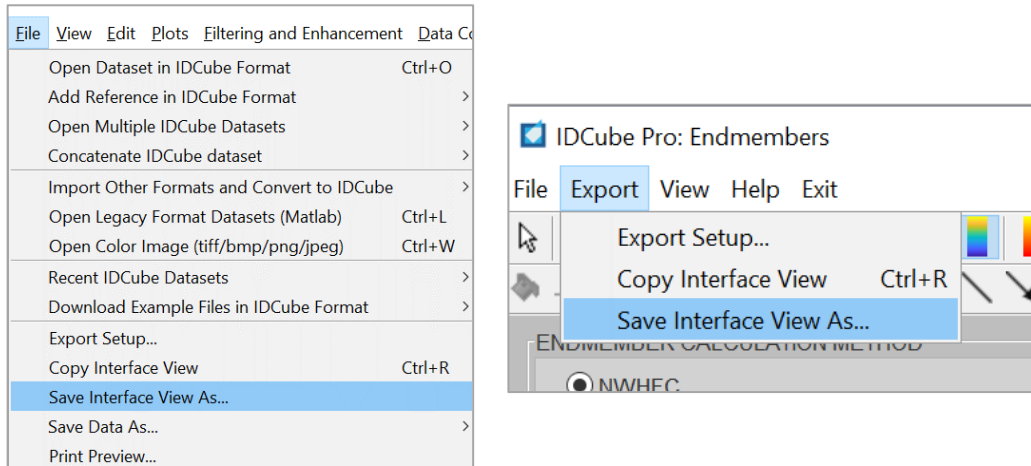 File View Edit Plots Filtering and Enhancement Data
Open Dataset in IDCube Format Ctrl+O
Add Reference in IDCube Format >
Open Multiple IDCube Datasets >
Concatenate IDCube dataset >
Import Other Formats and Convert to IDCube >
Open Legacy Format Datasets (Matlab) Ctrl+L
Open Color Image (tiff/bmp/png/jpeg) Ctrl+W
Recent IDCube Datasets >
Download Example Files in IDCube Format >
Export Setup...
Copy Interface View Ctrl+R
Save Interface View As...
Save Data As... >
Print Preview...
IDCube Pro: Endmembers
File Export View Help Exit
Export Setup...
Copy Interface View Ctrl+R
Save Interface View As...
ENDMEMBER CALCULATION METHOD
NWHFC